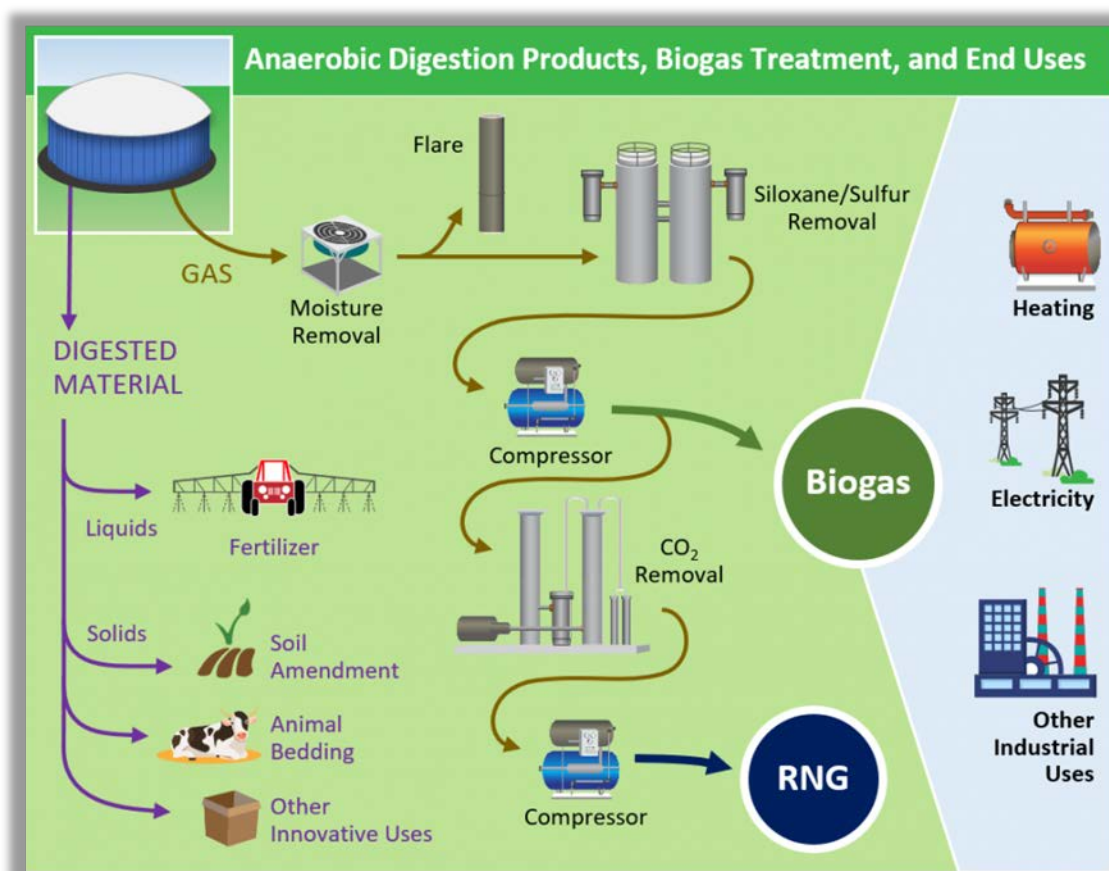 Anaerobic Digestion Products, Biogas Treatment, and End Uses
Flare
Siloxane/Sulfur
Removal
GAS
Moisture
Removal
Heating
DIGESTED
MATERIAL
Compressor
Biogas
Electricity
Liquids
Fertilizer
CO₂
Removal
Solids
Soil
Amendment
Animal
Bedding
Other
Industrial
Uses
RNG
Compressor
Other
Innovative Uses